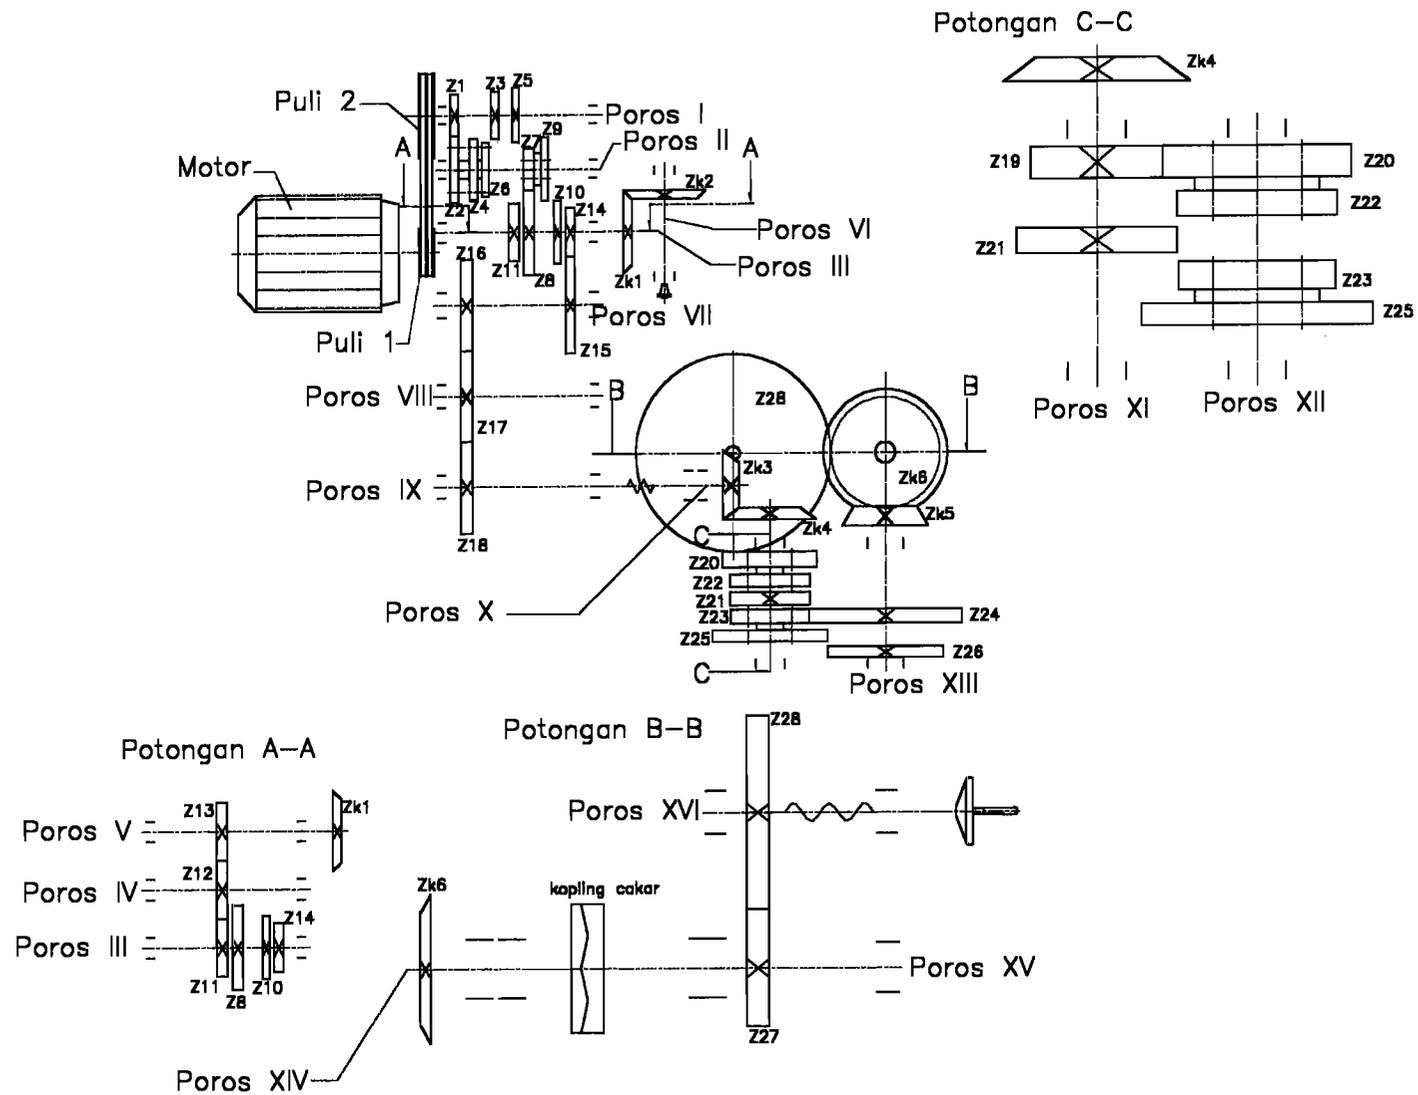 Potongan C-C
Zk4
Z19
Z20
Z22
Z21
Z23
Z25
Poros XI
Poros XII
Puli 2
Z1
Z3
Z5
Poros I
Poros II
A
A
Z7
Z9
Motor
Z2
Z4
Z6
Z10
Z14
Zk2
Poros VI
Poros III
Z16
Z11
Z8
Zk1
Poros VII
Puli 1
Z15
Poros VIII
B
Z28
B
Z17
Poros IX
Zk3
Zk6
Z18
Zk4
Zk5
C
Z20
Z22
Poros X
Z21
Z23
Z24
Z25
Z26
C
Poros XIII
Potongan A-A
Z13
Zk1
Poros V
Z12
Poros IV
Z14
Poros III
Z11
Z8
Z10
Potongan B-B
Z28
Poros XVI
Zk6
kopling cakar
Poros XV
Z27
Poros XIV